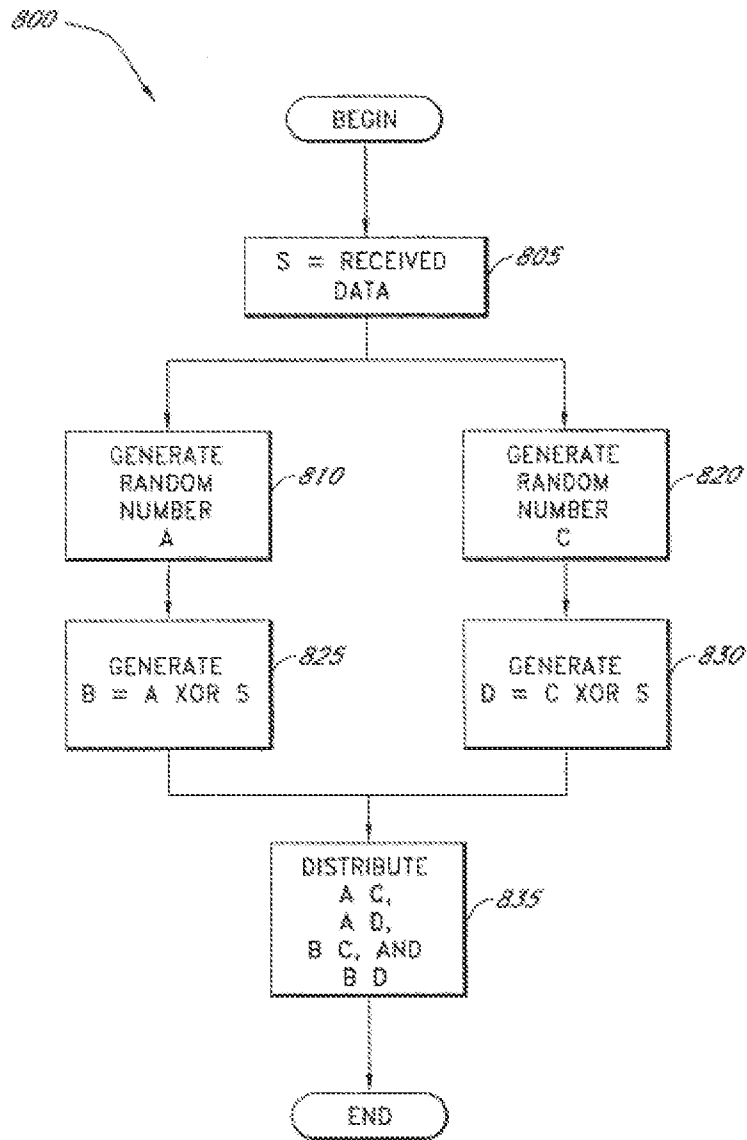 800
BEGIN
S = RECEIVED
DATA
805
GENERATE
RANDOM
NUMBER
A
810
GENERATE
RANDOM
NUMBER
C
820
GENERATE
B = A XOR S
825
GENERATE
D = C XOR S
830
DISTRIBUTE
A C,
A D,
B C, AND
B D
835
END